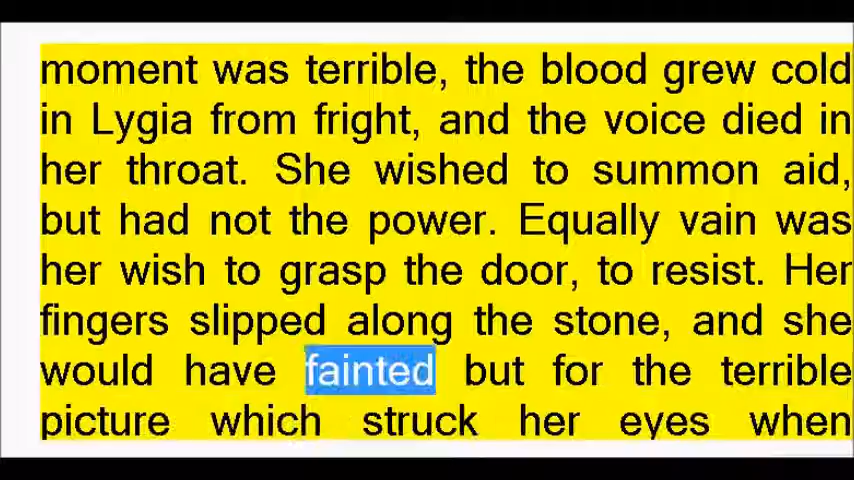 moment was terrible, the blood grew cold
in Lygia from fright, and the voice died in
her throat. She wished to summon aid,
but had not the power. Equally vain was
her wish to grasp the door, to resist. Her
fingers slipped along the stone, and she
would have fainted but for the terrible
picture which struck her eyes when